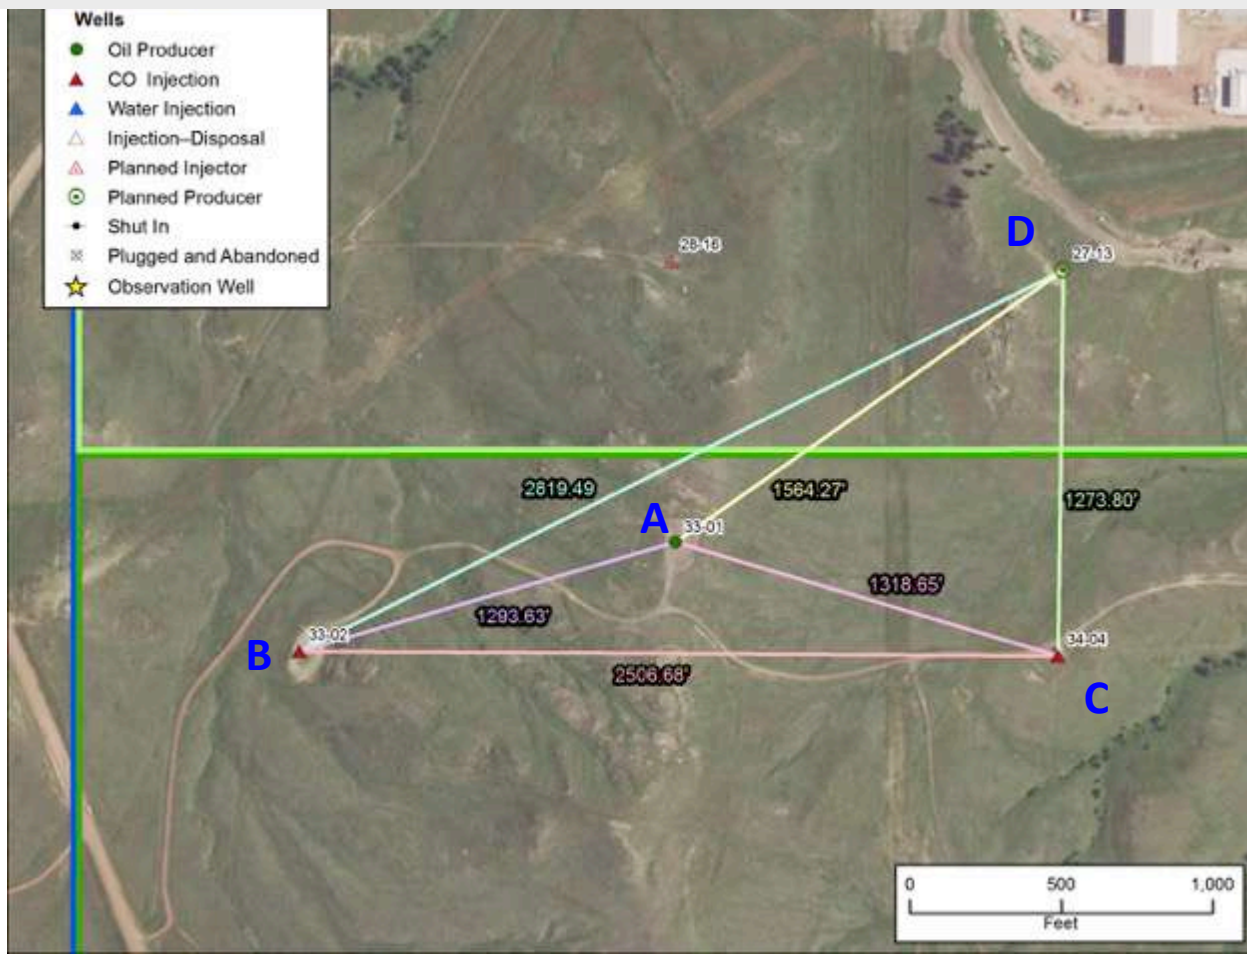 Wells
Oil Producer
CO Injection
Water Injection
Injection–Disposal
Planned Injector
Planned Producer
Shut In
Plugged and Abandoned
Observation Well
28-16
D
27-13
2819.49
1564.27'
1273.80'
A
33-01
1318.65'
1293.63'
33-02
34-04
B
2506.68'
C
0 500 1,000
Feet